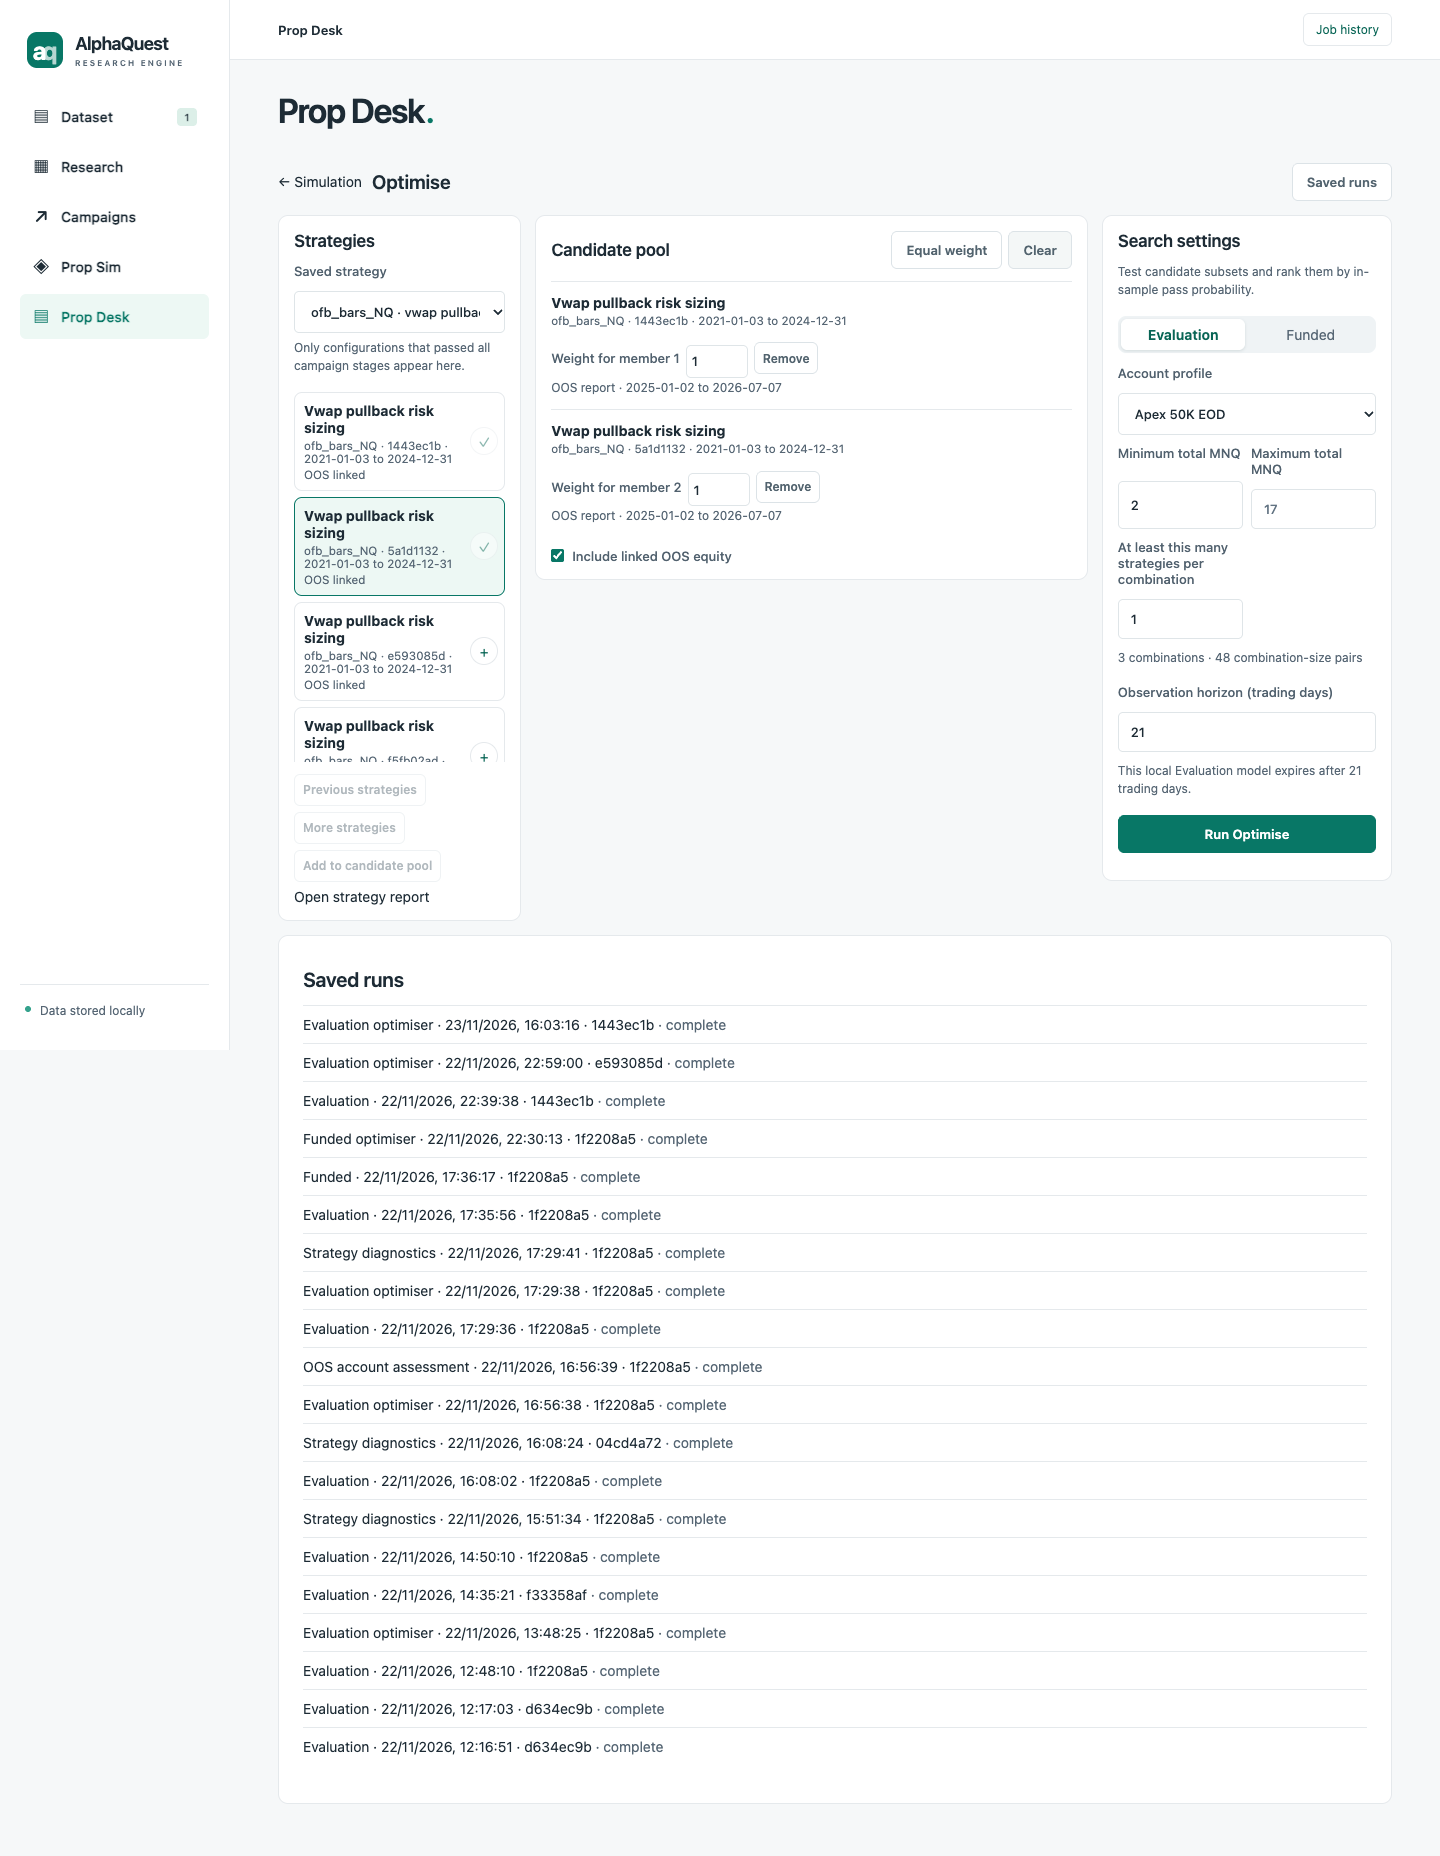 aq
AlphaQuest
RESEARCH ENGINE
Dataset
1
Research
Campaigns
Prop Sim
Prop Desk
Data stored locally
Prop Desk
Job history
Prop Desk.
← Simulation
Optimise
Saved runs
Strategies
Saved strategy
ofb_bars_NQ · vwap pullbac
Only configurations that passed all
campaign stages appear here.
Vwap pullback risk
sizing
ofb_bars_NQ · 1443ec1b ·
2021-01-03 to 2024-12-31
OOS linked
✓
Vwap pullback risk
sizing
ofb_bars_NQ · 5a1d1132 ·
2021-01-03 to 2024-12-31
OOS linked
✓
Vwap pullback risk
sizing
ofb_bars_NQ · e593085d ·
2021-01-03 to 2024-12-31
OOS linked
+
Vwap pullback risk
sizing
ofb_bars_NQ · f5fb02ad ·
+
Previous strategies
More strategies
Add to candidate pool
Open strategy report
Candidate pool
Equal weight
Clear
Vwap pullback risk sizing
ofb_bars_NQ · 1443ec1b · 2021-01-03 to 2024-12-31
Weight for member 1
1
Remove
OOS report · 2025-01-02 to 2026-07-07
Vwap pullback risk sizing
ofb_bars_NQ · 5a1d1132 · 2021-01-03 to 2024-12-31
Weight for member 2
1
Remove
OOS report · 2025-01-02 to 2026-07-07
Include linked OOS equity
Search settings
Test candidate subsets and rank them by in-
sample pass probability.
Evaluation
Funded
Account profile
Apex 50K EOD
Minimum total MNQ
2
Maximum total
MNQ
17
At least this many
strategies per
combination
1
3 combinations · 48 combination-size pairs
Observation horizon (trading days)
21
This local Evaluation model expires after 21
trading days.
Run Optimise
Saved runs
Evaluation optimiser · 23/11/2026, 16:03:16 · 1443ec1b · complete
Evaluation optimiser · 22/11/2026, 22:59:00 · e593085d · complete
Evaluation · 22/11/2026, 22:39:38 · 1443ec1b · complete
Funded optimiser · 22/11/2026, 22:30:13 · 1f2208a5 · complete
Funded · 22/11/2026, 17:36:17 · 1f2208a5 · complete
Evaluation · 22/11/2026, 17:35:56 · 1f2208a5 · complete
Strategy diagnostics · 22/11/2026, 17:29:41 · 1f2208a5 · complete
Evaluation optimiser · 22/11/2026, 17:29:38 · 1f2208a5 · complete
Evaluation · 22/11/2026, 17:29:36 · 1f2208a5 · complete
OOS account assessment · 22/11/2026, 16:56:39 · 1f2208a5 · complete
Evaluation optimiser · 22/11/2026, 16:56:38 · 1f2208a5 · complete
Strategy diagnostics · 22/11/2026, 16:08:24 · 04cd4a72 · complete
Evaluation · 22/11/2026, 16:08:02 · 1f2208a5 · complete
Strategy diagnostics · 22/11/2026, 15:51:34 · 1f2208a5 · complete
Evaluation · 22/11/2026, 14:50:10 · 1f2208a5 · complete
Evaluation · 22/11/2026, 14:35:21 · f33358af · complete
Evaluation optimiser · 22/11/2026, 13:48:25 · 1f2208a5 · complete
Evaluation · 22/11/2026, 12:48:10 · 1f2208a5 · complete
Evaluation · 22/11/2026, 12:17:03 · d634ec9b · complete
Evaluation · 22/11/2026, 12:16:51 · d634ec9b · complete